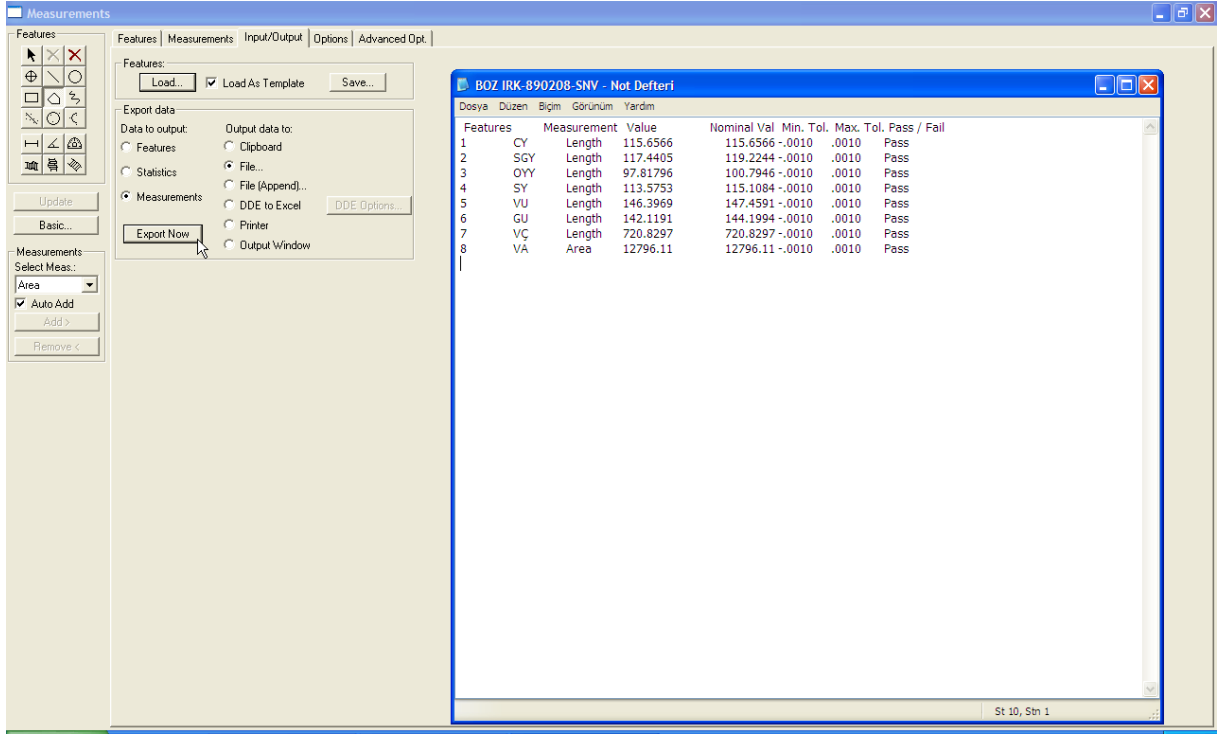 Measurements
Features
Features Measurements Input/Output Options Advanced Opt.
Features:
Load... Load As Template Save...
Export data
Data to output: Output data to:
Features Clipboard
Statistics File...
File (Append)...
Measurements DDE to Excel DDE Options...
Printer
Export Now Output Window
Update
Basic...
Measurements
Select Meas.:
Area
Auto Add
Add >
Remove <
BOZ IRK-890208-SNV - Not Defteri
Dosya Düzen Biçim Görünüm Yardım
Features Measurement Value Nominal Val Min. Tol. Max. Tol. Pass / Fail
1 CY Length 115.6566 115.6566 -.0010 .0010 Pass
2 SGY Length 117.4405 119.2244 -.0010 .0010 Pass
3 OYY Length 97.81796 100.7946 -.0010 .0010 Pass
4 SY Length 113.5753 115.1084 -.0010 .0010 Pass
5 VU Length 146.3969 147.4591 -.0010 .0010 Pass
6 GU Length 142.1191 144.1994 -.0010 .0010 Pass
7 VÇ Length 720.8297 720.8297 -.0010 .0010 Pass
8 VA Area 12796.11 12796.11 -.0010 .0010 Pass
St 10, Stn 1